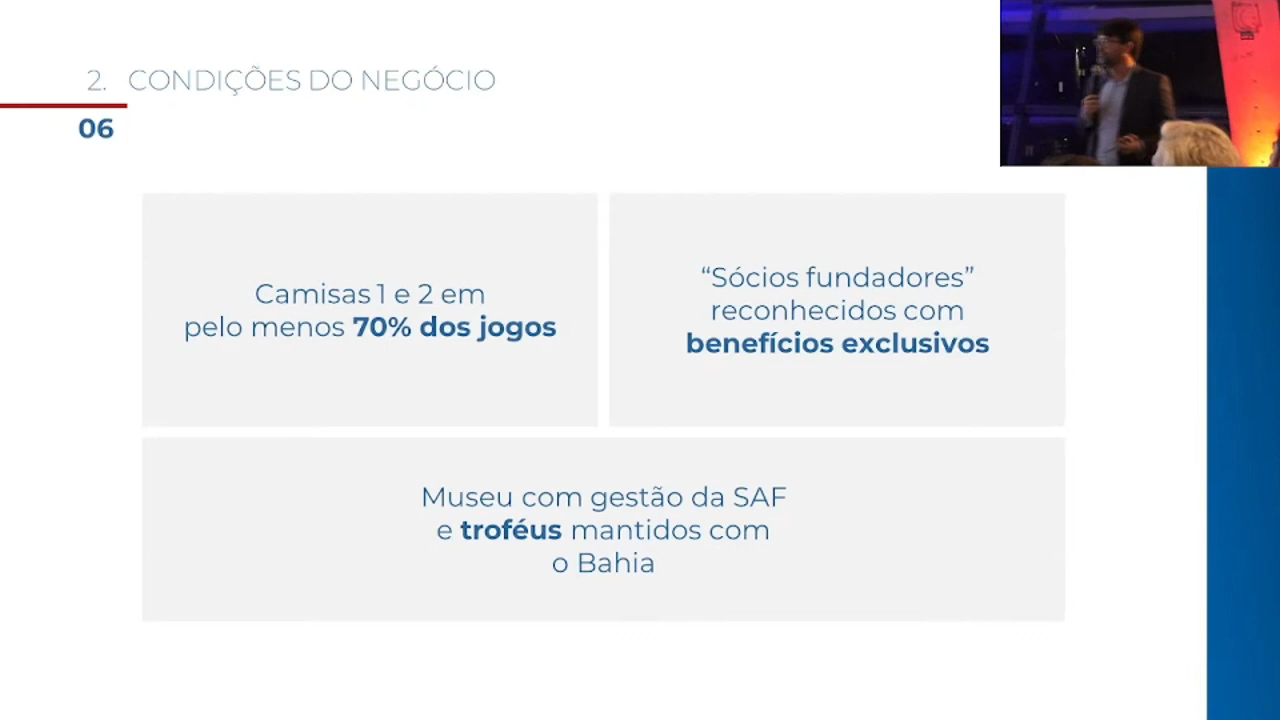 2. CONDIÇÕES DO NEGÓCIO
06
Camisas 1 e 2 em
pelo menos 70% dos jogos
“Sócios fundadores”
reconhecidos com
benefícios exclusivos
Museu com gestão da SAF
e troféus mantidos com
o Bahia